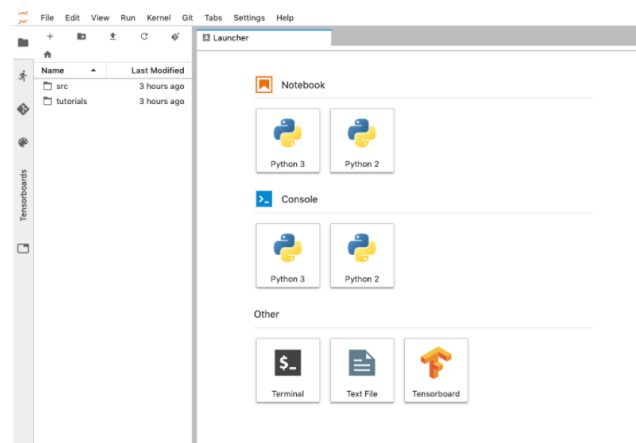 File Edit View Run Kernel Git Tabs Settings Help
Launcher
Name Last Modified
src 3 hours ago
tutorials 3 hours ago
Tensorboards
Notebook
Python 3 Python 2
>_ Console
Python 3 Python 2
Other
$_
Terminal Text File Tensorboard